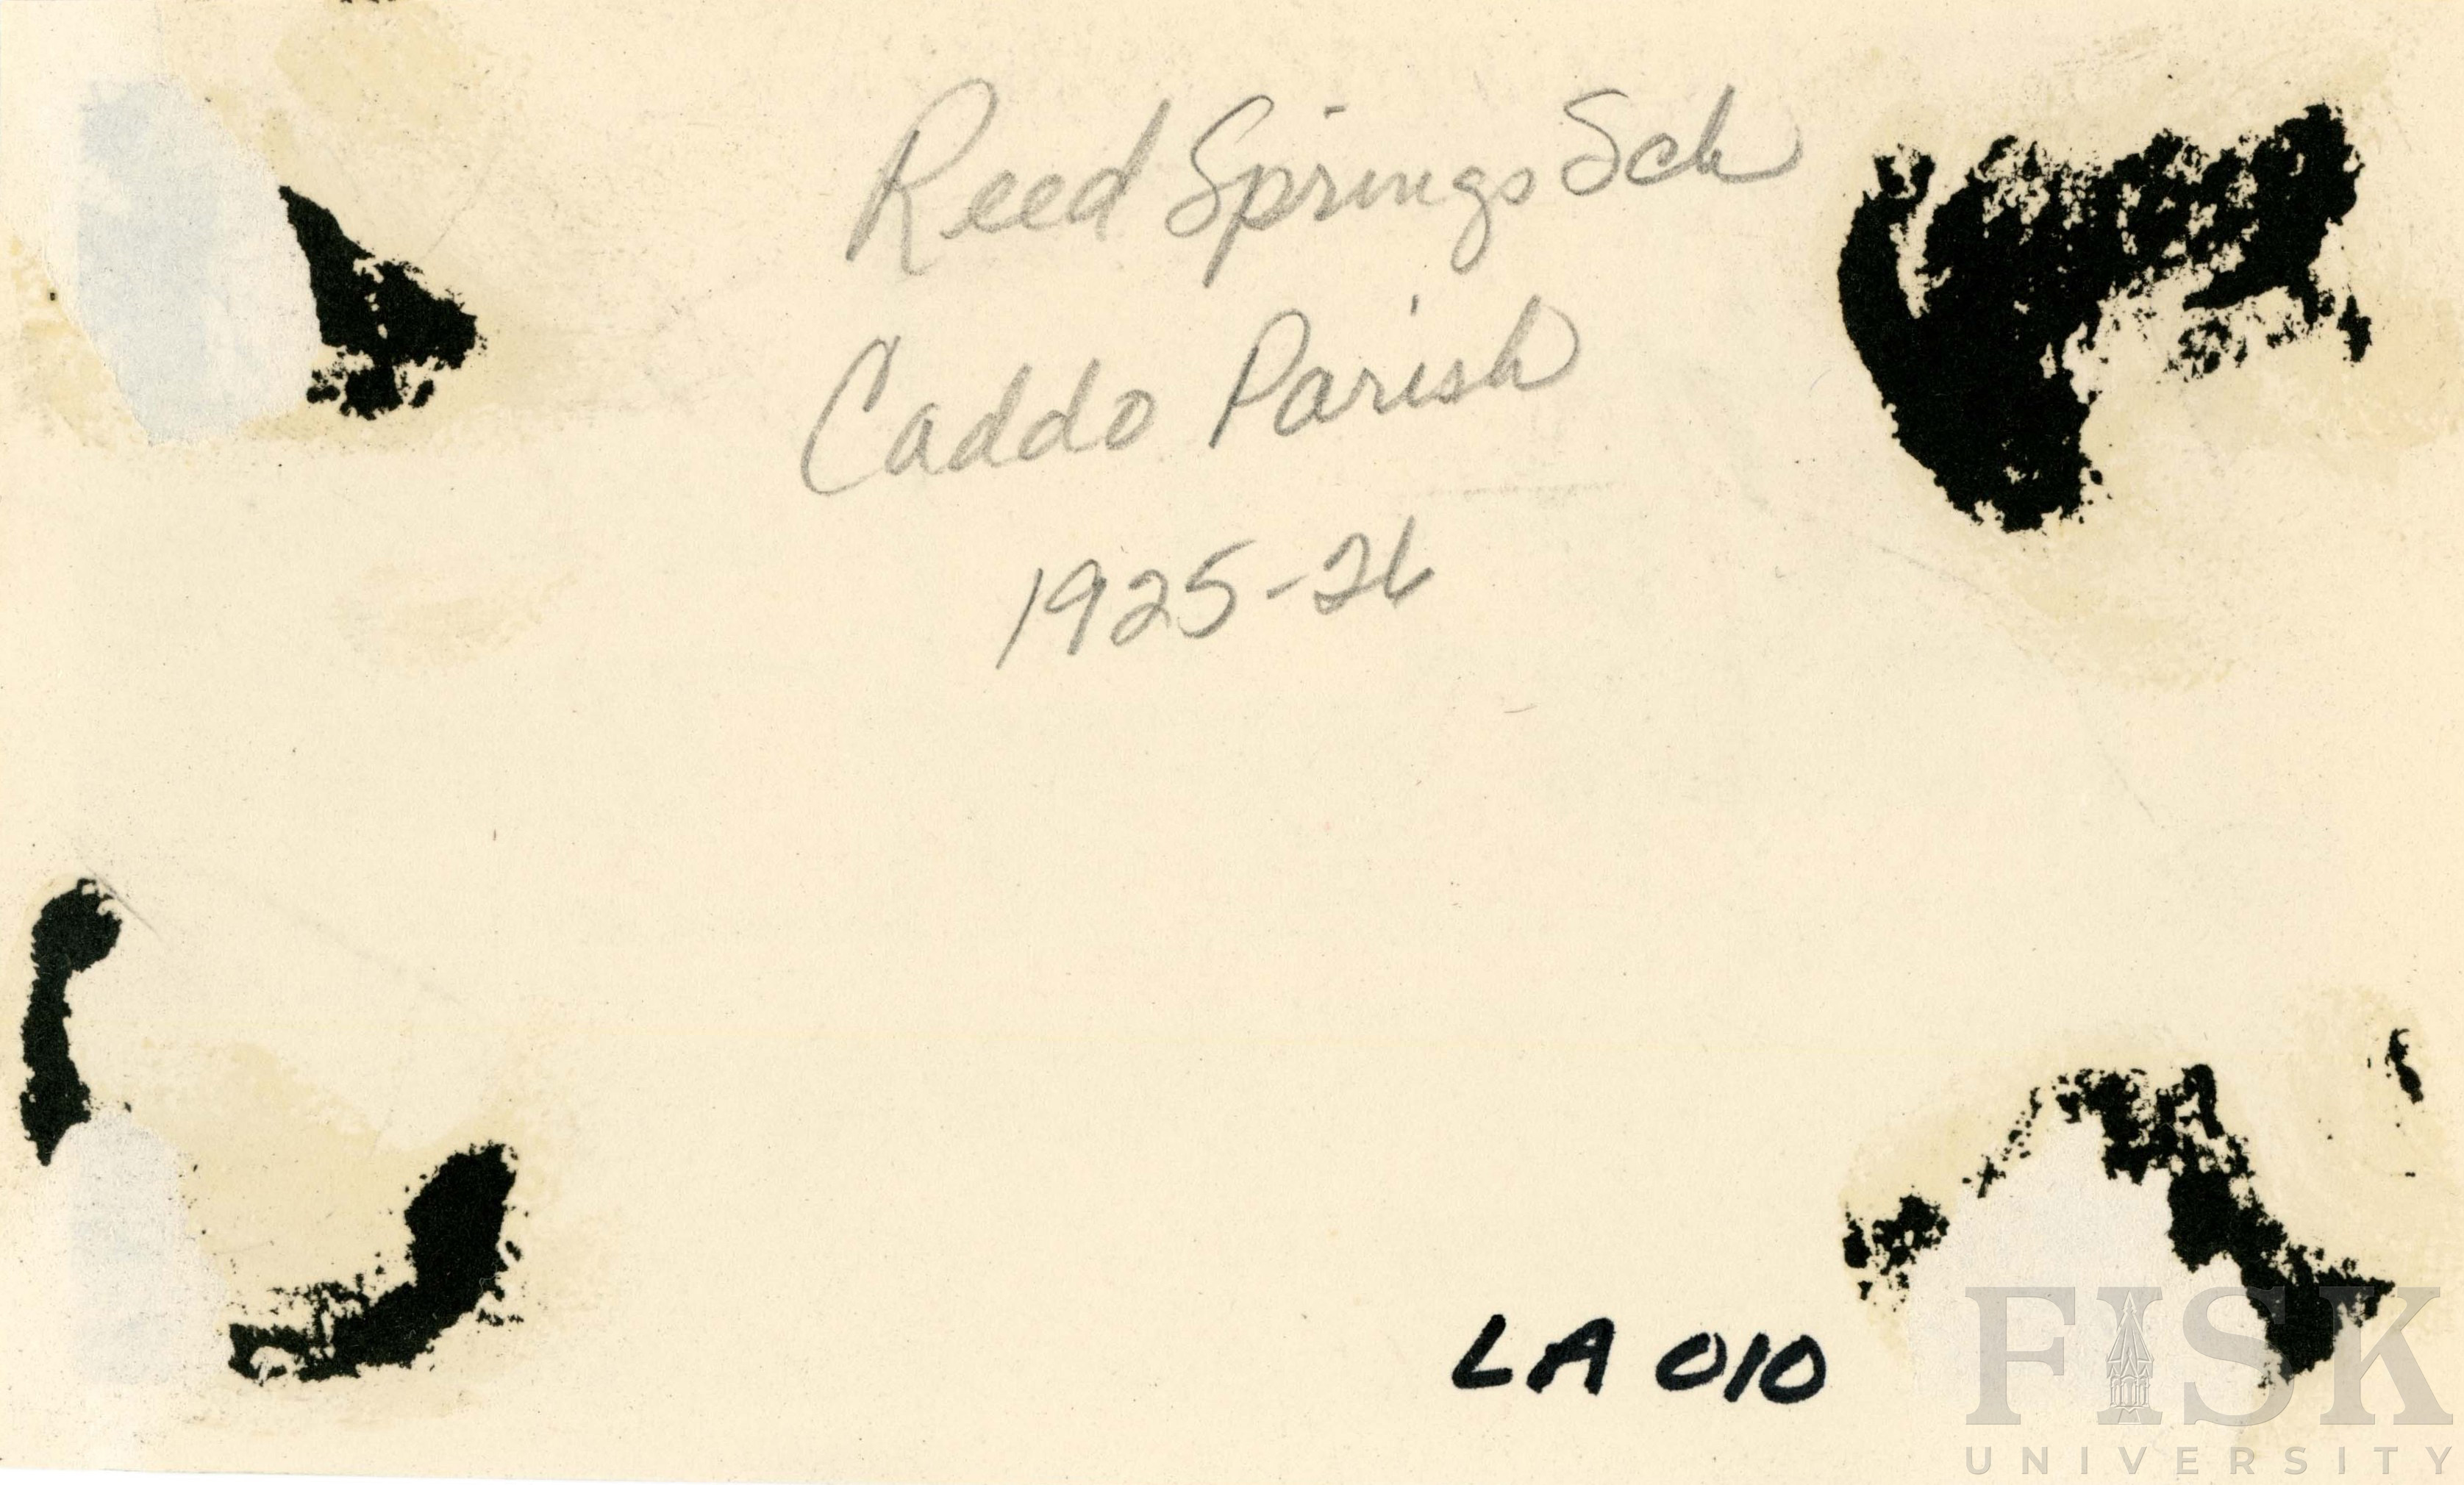 Reed Springs Sch
Caddo Parish
1925-26
LA 010
FISK
UNIVERSITY